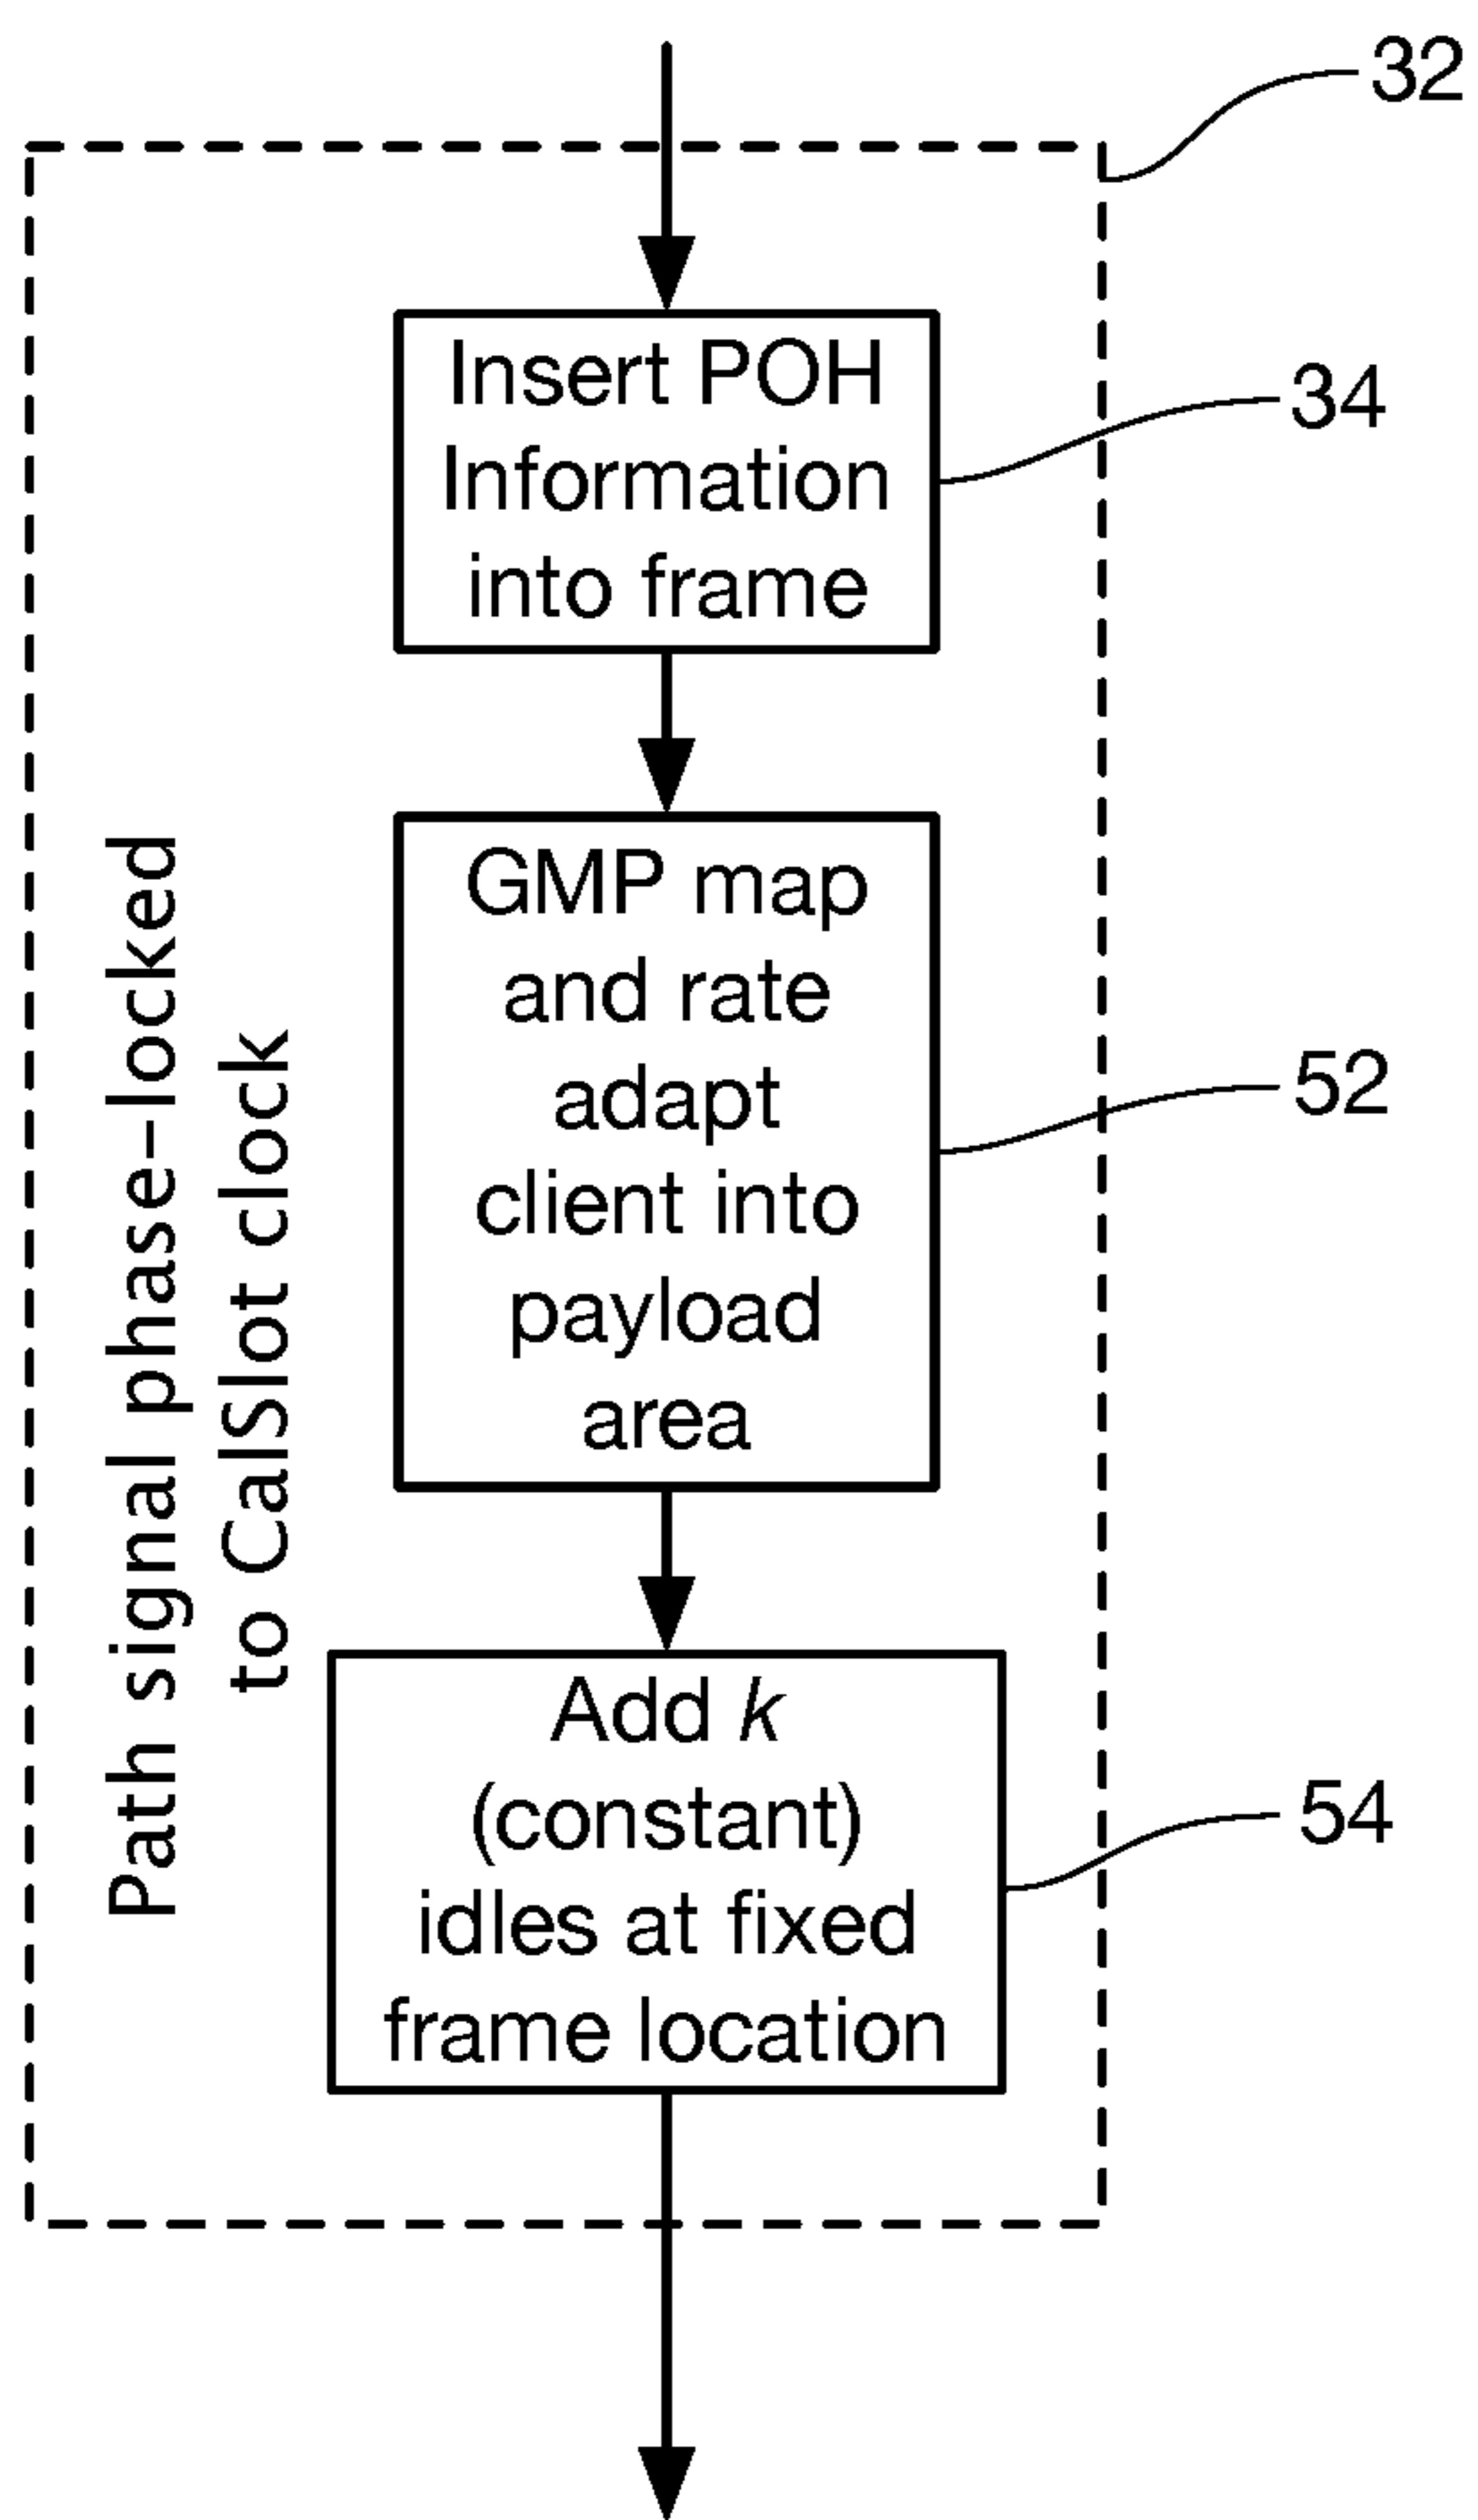 32
Insert POH
Information
into frame
34
GMP map
and rate
adapt
client into
payload
area
52
Path signal phase-locked
to CalSlot clock
Add k
(constant)
idles at fixed
frame location
54